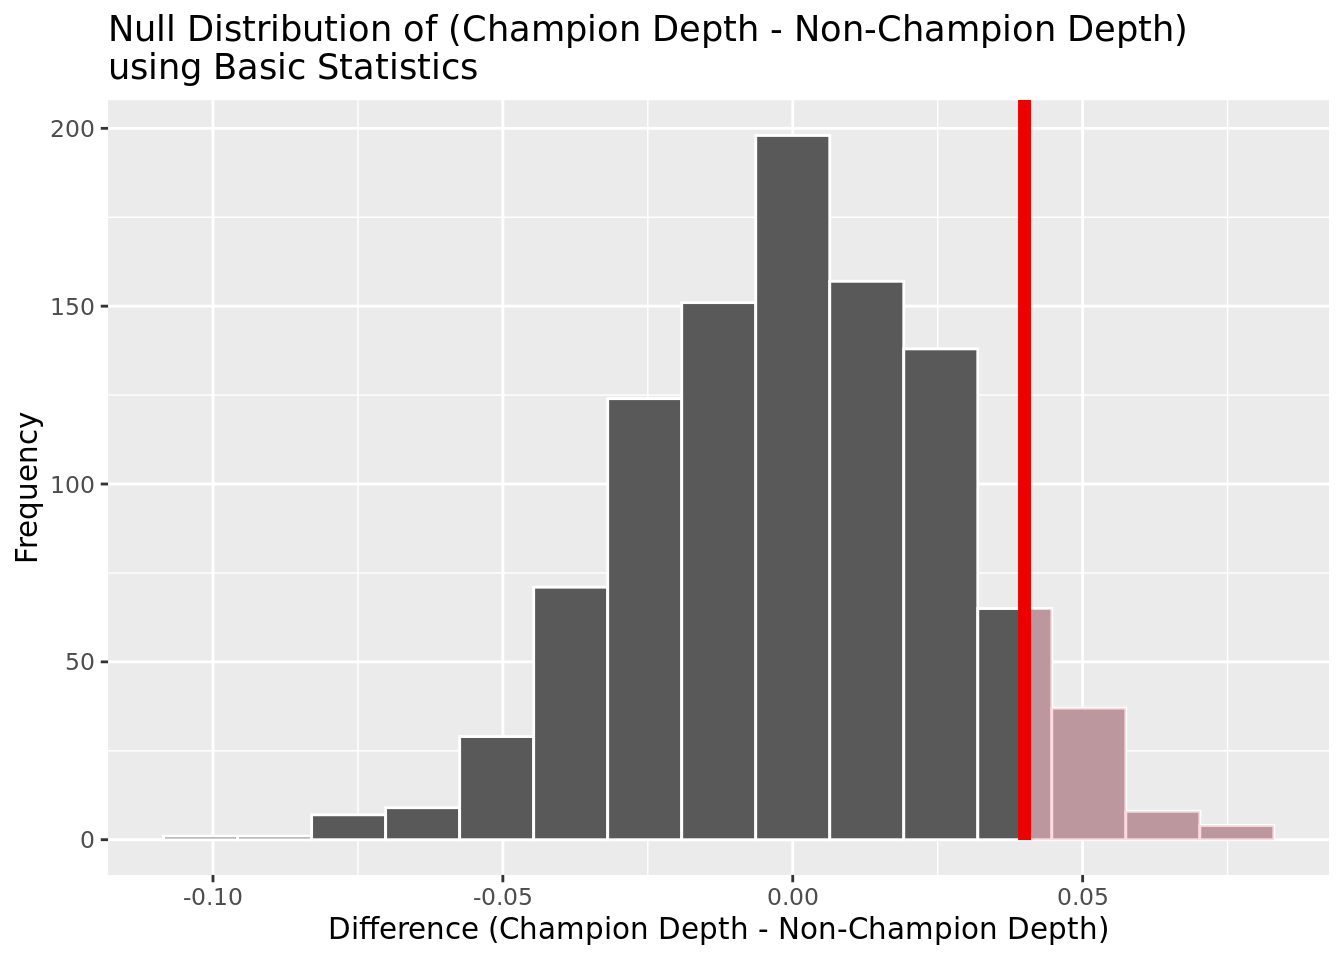 Null Distribution of (Champion Depth - Non-Champion Depth)
using Basic Statistics
200
150
100
50
0
Frequency
-0.10
-0.05
0.00
0.05
Difference (Champion Depth - Non-Champion Depth)